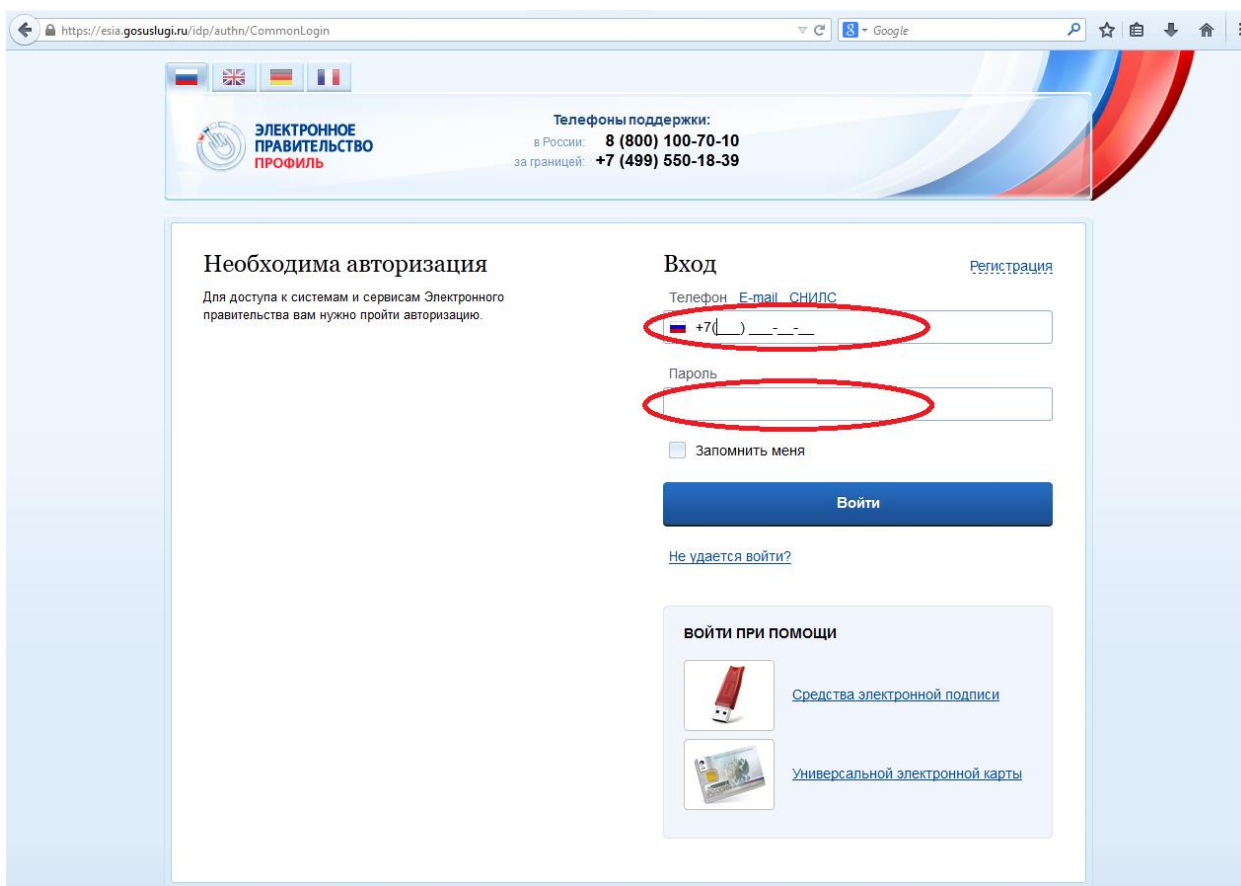 https://esia.gosuslugi.ru/idp/authn/CommonLogin
Google
ЭЛЕКТРОННОЕ
ПРАВИТЕЛЬСТВО
ПРОФИЛЬ
Телефоны поддержки:
в России: 8 (800) 100-70-10
за границей: +7 (499) 550-18-39
Необходима авторизация
Для доступа к системам и сервисам Электронного
правительства вам нужно пройти авторизацию.
Вход
Регистрация
Телефон E-mail СНИЛС
+7(___) ___-__-__
Пароль
Запомнить меня
Войти
Не удается войти?
ВОЙТИ ПРИ ПОМОЩИ
Средства электронной подписи
Универсальной электронной карты